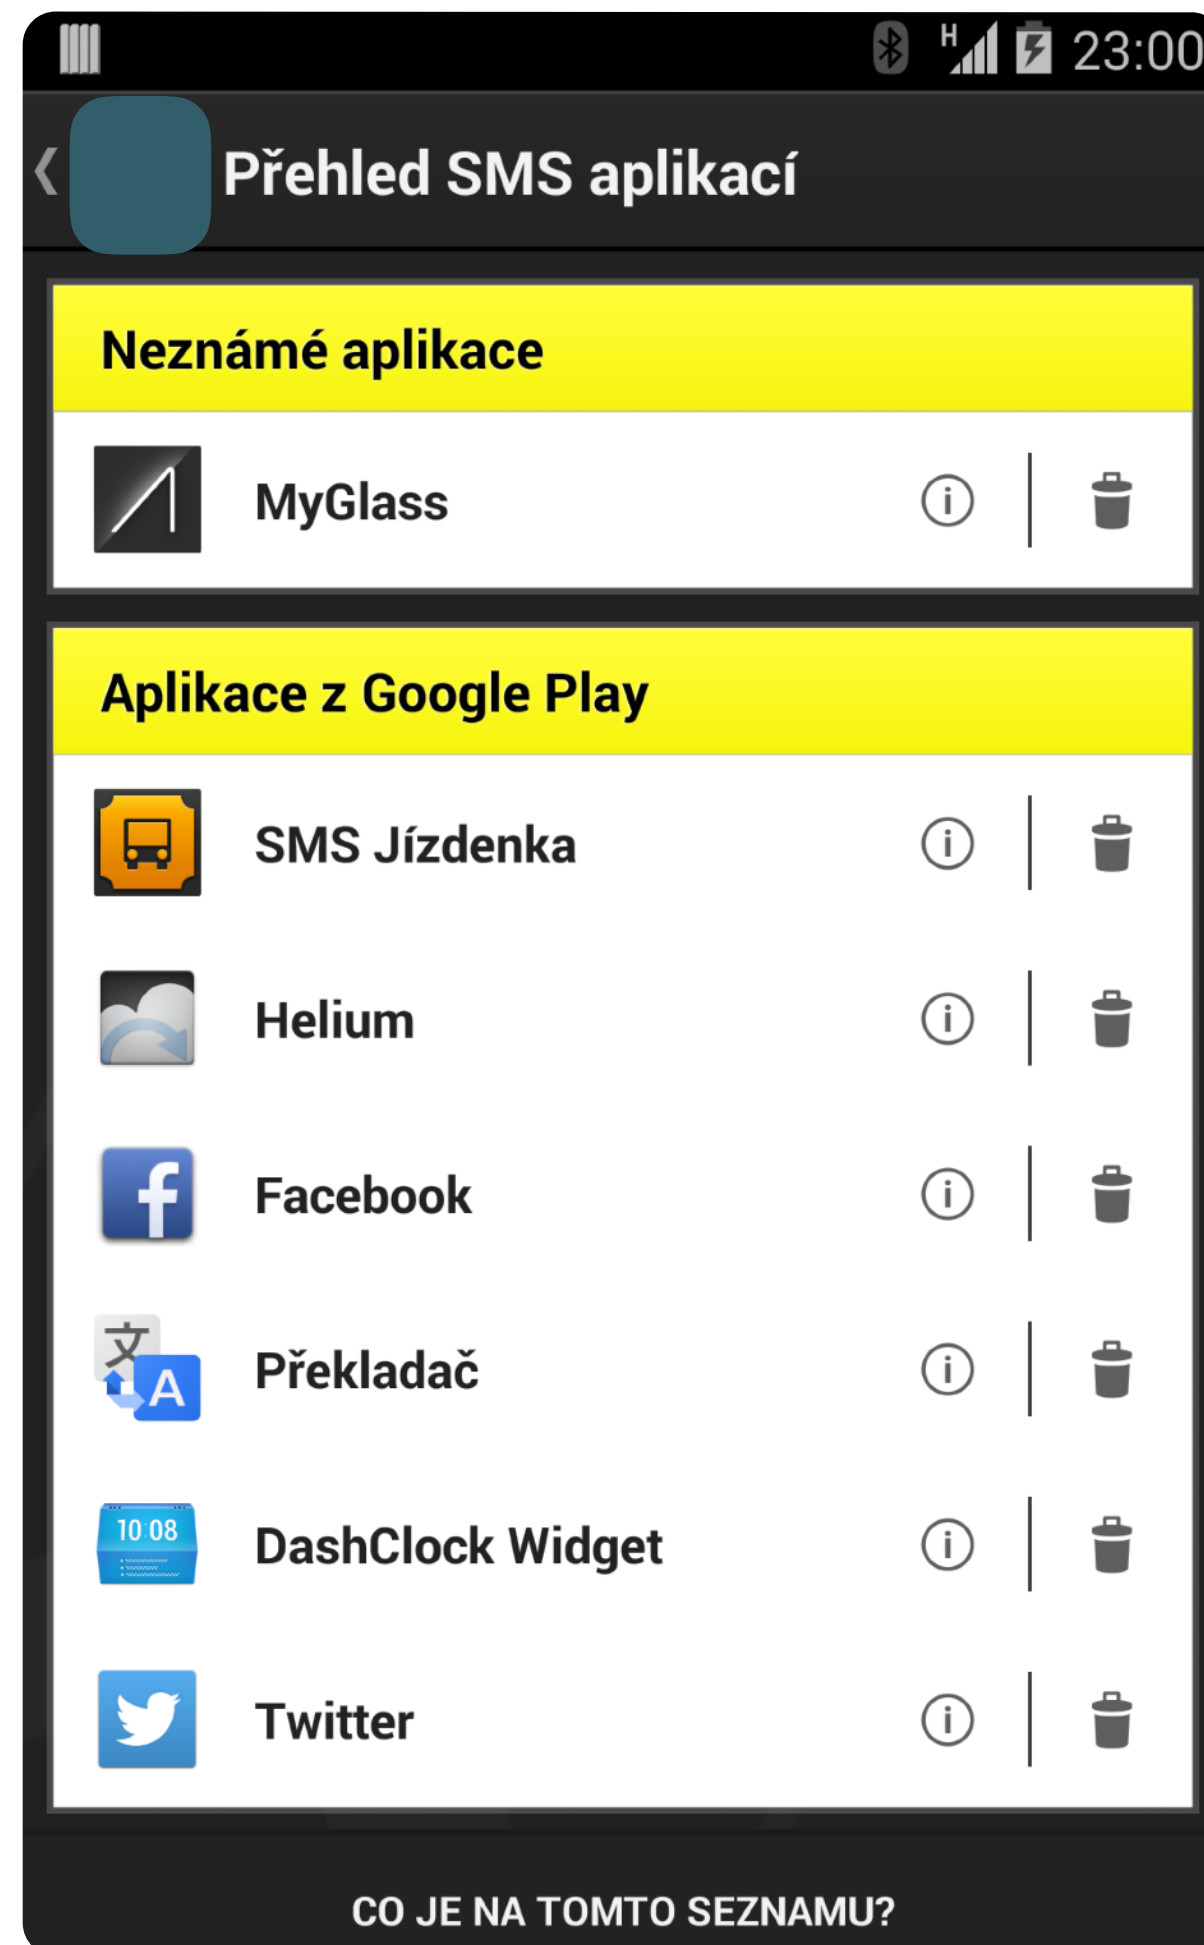 H 23:00
Přehled SMS aplikací
Neznámé aplikace
MyGlass
Aplikace z Google Play
SMS Jízdenka
Helium
f Facebook
文 A Překladač
10:08 DashClock Widget
Twitter
CO JE NA TOMTO SEZNAMU?